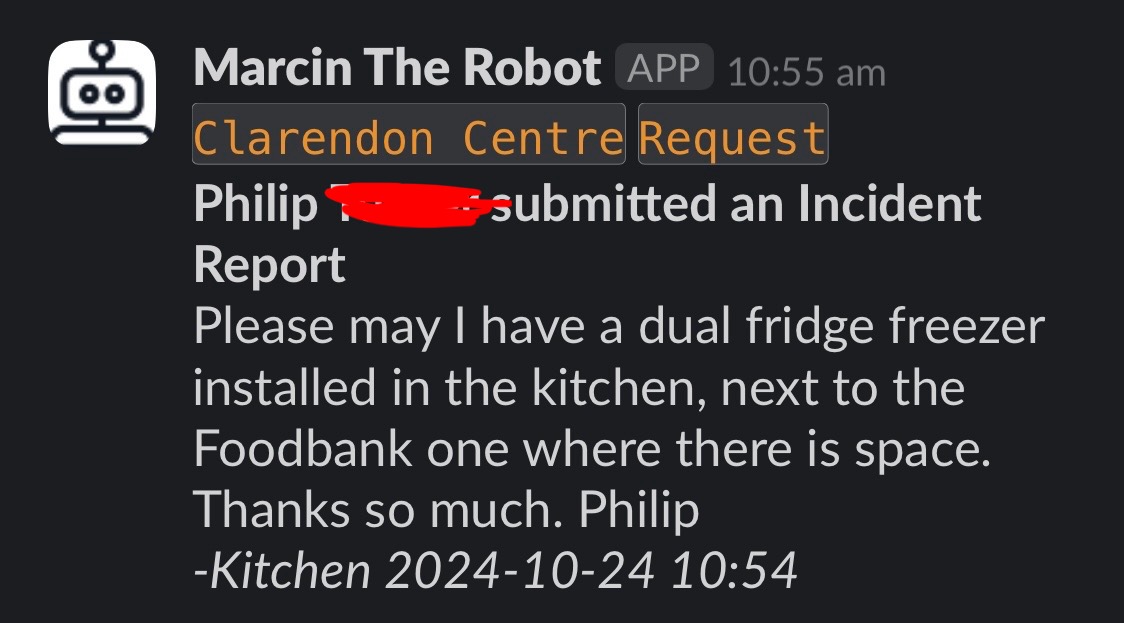 Marcin The Robot APP 10:55 am
Clarendon Centre Request
Philip submitted an Incident
Report
Please may I have a dual fridge freezer
installed in the kitchen, next to the
Foodbank one where there is space.
Thanks so much. Philip
-Kitchen 2024-10-24 10:54